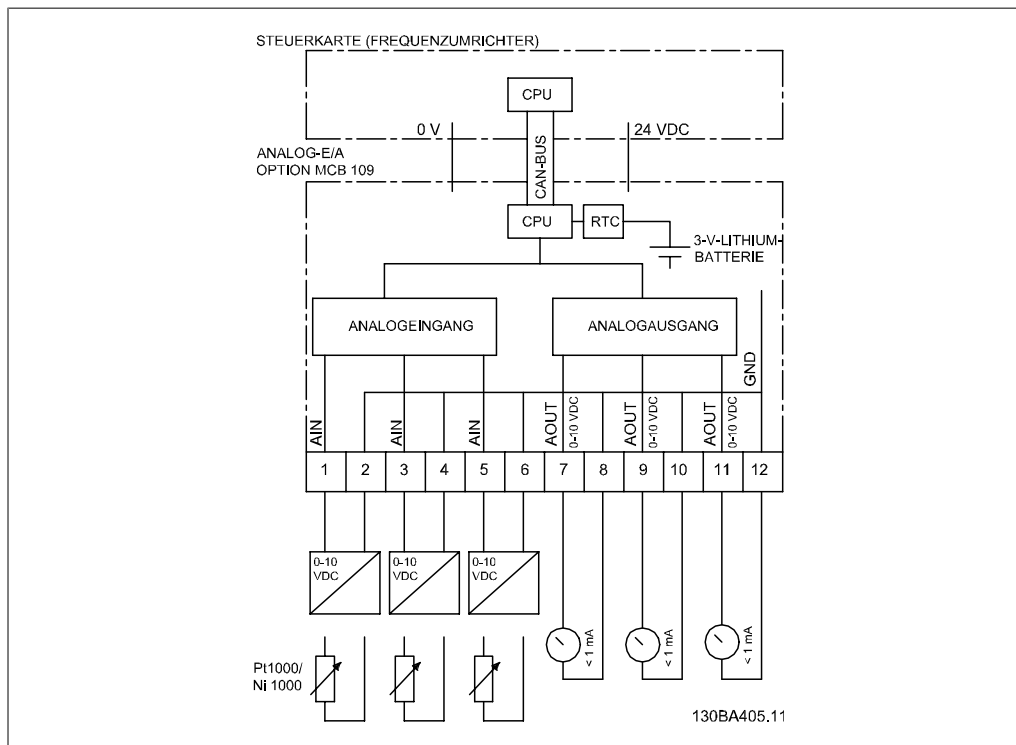 STEUERKARTE (FREQUENZUMRICHTER)
CPU
0 V
24 VDC
CAN-BUS
ANALOG-E/A
OPTION MCB 109
CPU
RTC
3-V-LITHIUM-
BATTERIE
ANALOGEINGANG
ANALOGAUSGANG
GND
AIN
AIN
AIN
AOUT
0-10 VDC
AOUT
0-10 VDC
AOUT
0-10 VDC
1
2
3
4
5
6
7
8
9
10
11
12
0-10
VDC
0-10
VDC
0-10
VDC
< 1 mA
< 1 mA
< 1 mA
Pt1000/
Ni 1000
130BA405.11